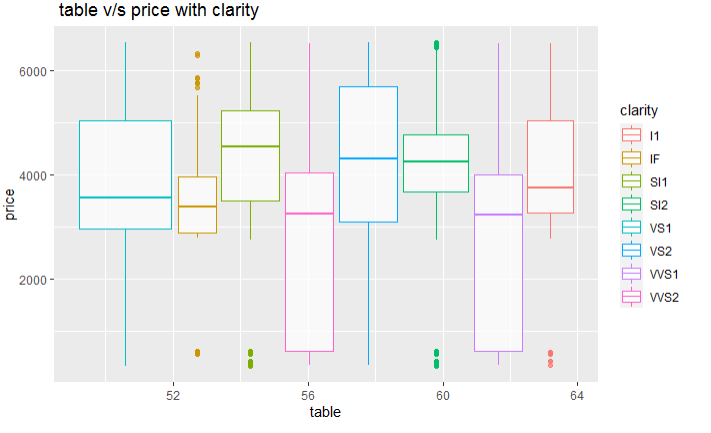 table v/s price with clarity
price
6000
4000
2000
52
56
60
64
table
clarity
I1
IF
SI1
SI2
VS1
VS2
VVS1
VVS2